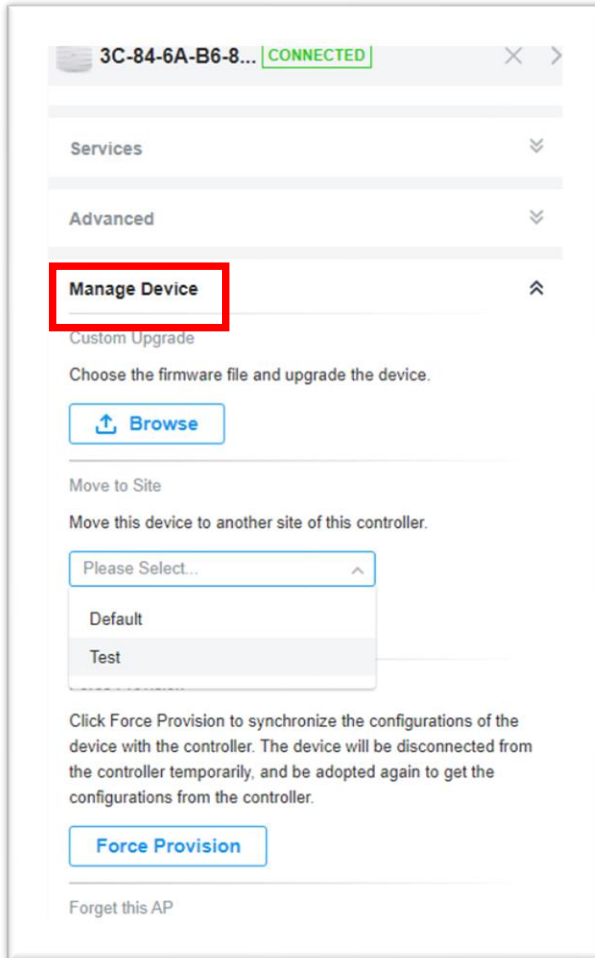 3C-84-6A-B6-8... CONNECTED
Services
Advanced
Manage Device
Custom Upgrade
Choose the firmware file and upgrade the device.
Browse
Move to Site
Move this device to another site of this controller.
Please Select...
Default
Test
Click Force Provision to synchronize the configurations of the
device with the controller. The device will be disconnected from
the controller temporarily, and be adopted again to get the
configurations from the controller.
Force Provision
Forget this AP